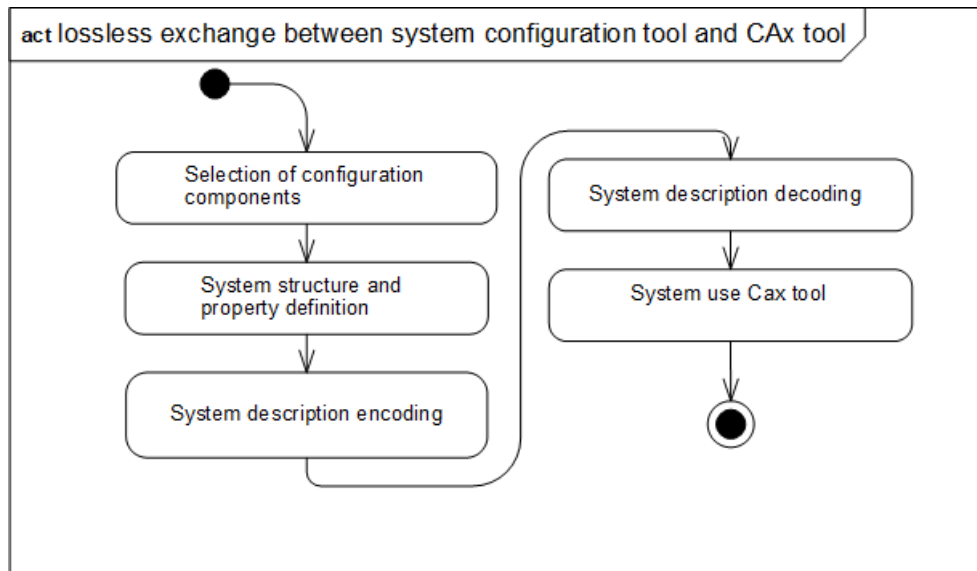 act lossless exchange between system configuration tool and CAx tool
Selection of configuration
components
System structure and
property definition
System description encoding
System description decoding
System use Cax tool